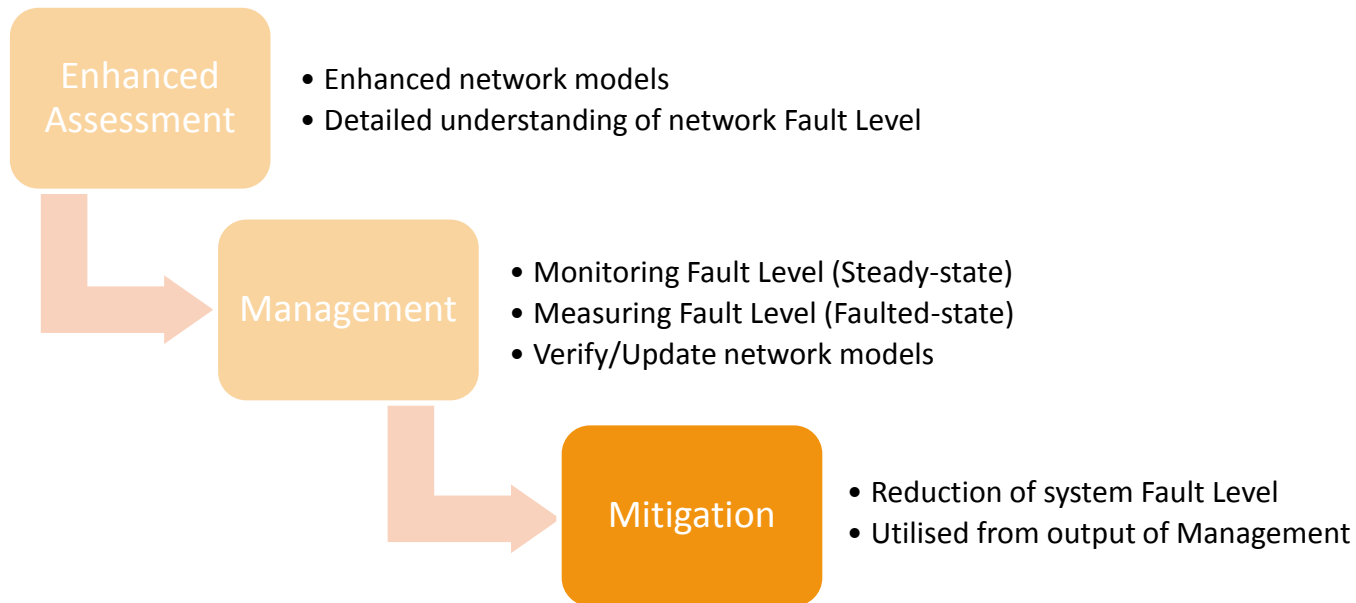 Enhanced
Assessment
• Enhanced network models
• Detailed understanding of network Fault Level
Management
• Monitoring Fault Level (Steady-state)
• Measuring Fault Level (Faulted-state)
• Verify/Update network models
Mitigation
• Reduction of system Fault Level
• Utilised from output of Management